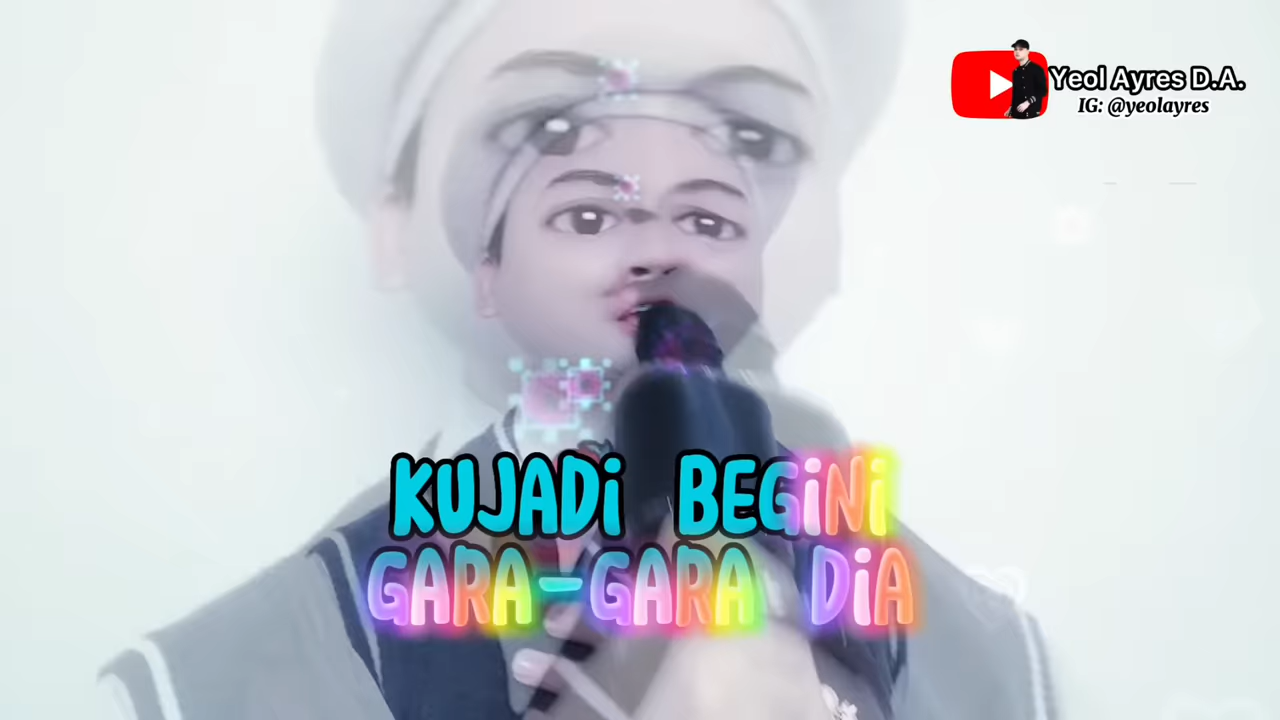 Yeol Ayres D.A.
IG: @yeolayres
KUJADi BEGiNi
GARA-GARA DiA